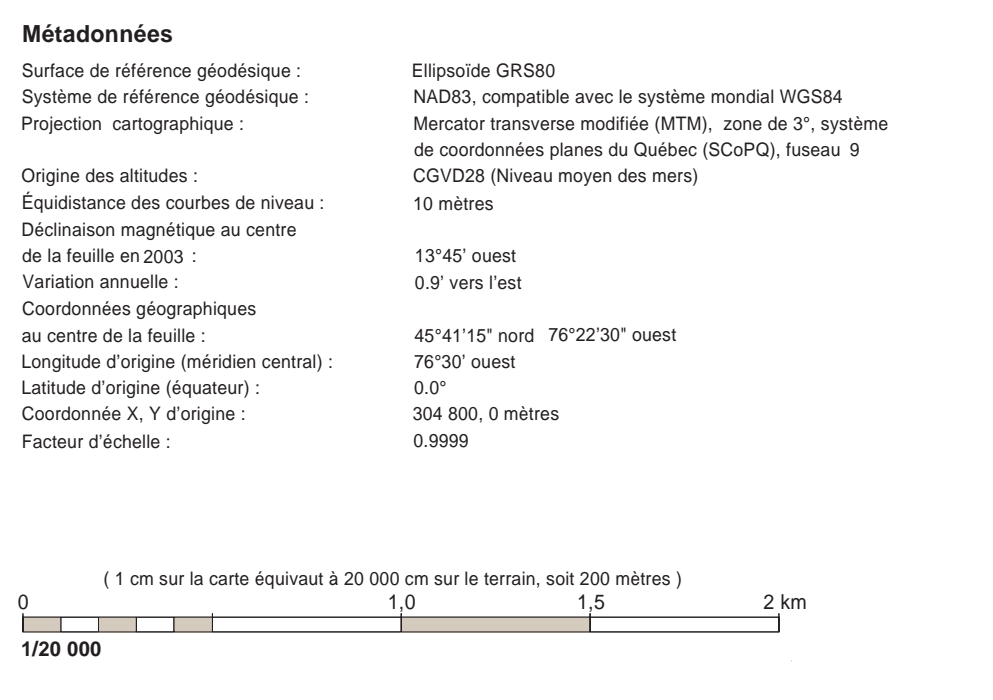 Métadonnées
Surface de référence géodésique : Ellipsoïde GRS80
Système de référence géodésique : NAD83, compatible avec le système mondial WGS84
Projection cartographique : Mercator transverse modifiée (MTM), zone de 3°, système
de coordonnées planes du Québec (SCoPQ), fuseau 9
Origine des altitudes : CGVD28 (Niveau moyen des mers)
Équidistance des courbes de niveau : 10 mètres
Déclinaison magnétique au centre
de la feuille en 2003 : 13°45’ ouest
Variation annuelle : 0.9’ vers l’est
Coordonnées géographiques
au centre de la feuille : 45°41’15" nord 76°22’30" ouest
Longitude d’origine (méridien central) : 76°30’ ouest
Latitude d’origine (équateur) : 0.0°
Coordonnée X, Y d’origine : 304 800, 0 mètres
Facteur d’échelle : 0.9999
( 1 cm sur la carte équivaut à 20 000 cm sur le terrain, soit 200 mètres )
0 1,0 1,5 2 km
1/20 000